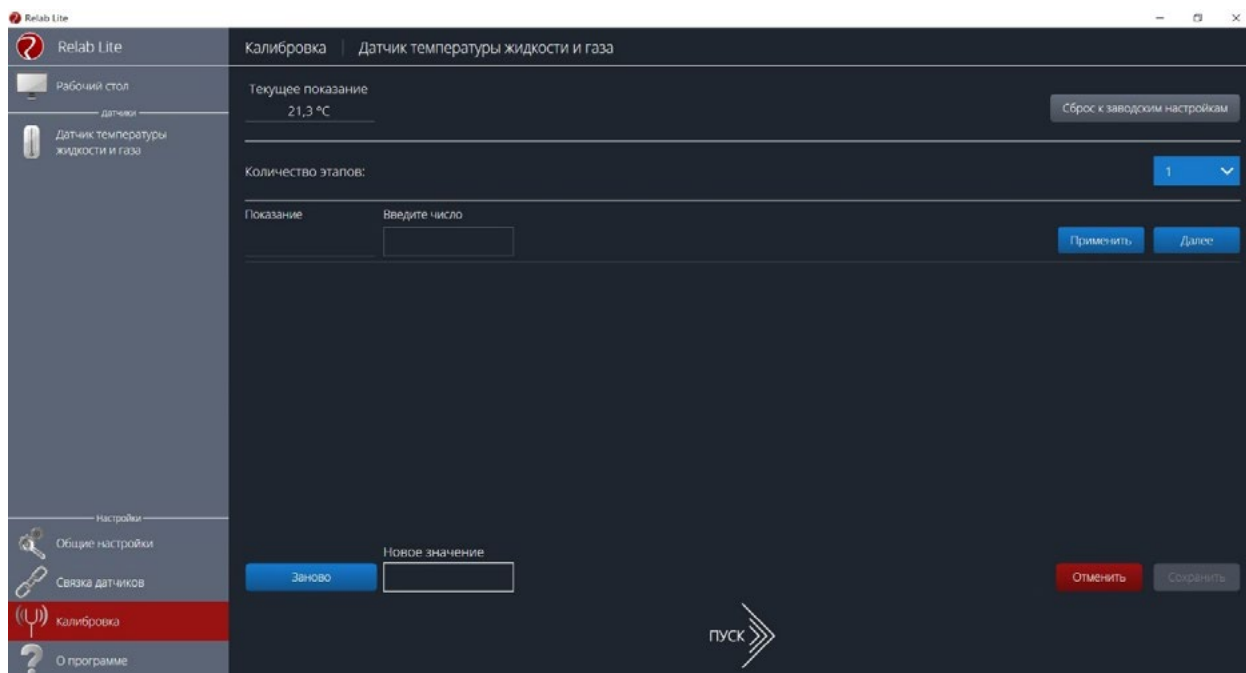 Relab Lite
Relab Lite
Калибровка
Датчик температуры жидкости и газа
Рабочий стол
Датчики
Датчик температуры
жидкости и газа
Текущее показание
21,3 °C
Сброс к заводским настройкам
Количество этапов:
1
Показание
Введите число
Применить
Далее
Настройки
Общие настройки
Связка датчиков
Калибровка
О программе
Новое значение
Заново
Отменить
Сохранить
ПУСК